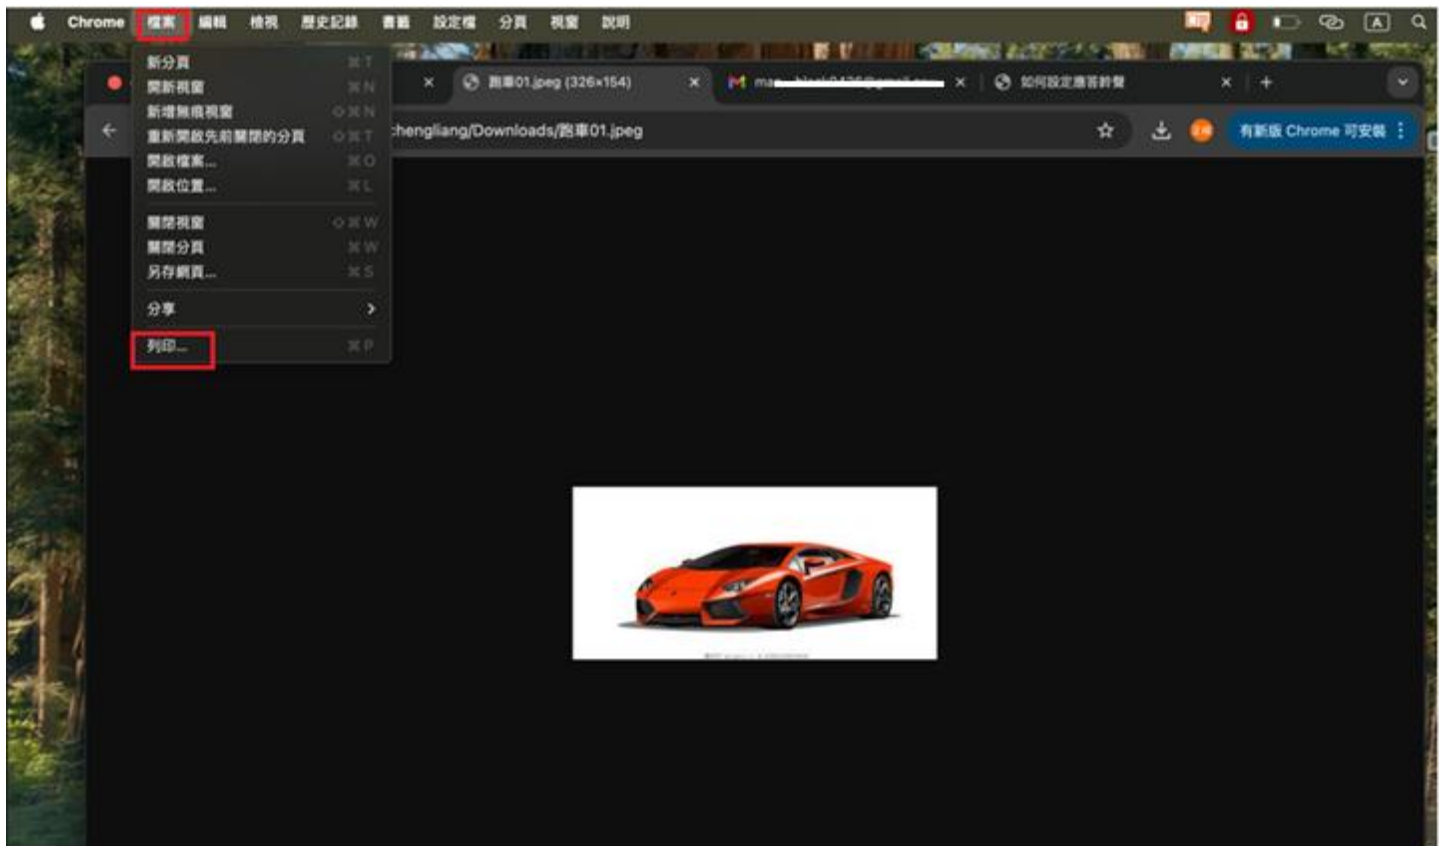 Chrome 檔案 編輯 檢視 歷史記錄 書籤 設定檔 分頁 視窗 說明 A
新分頁 ⌘T
開新視窗 ⌘N
新增無痕視窗 ⇧⌘N
重新開啟先前關閉的分頁 ⇧⌘T
開啟檔案... ⌘O
開啟位置... ⌘L
關閉視窗 ⇧⌘W
關閉分頁 ⌘W
另存網頁... ⌘S
分享
列印... ⌘P
跑車01.jpeg (326×154)
如何設定應答鈴聲
chengliang/Downloads/跑車01.jpeg
有新版 Chrome 可安裝